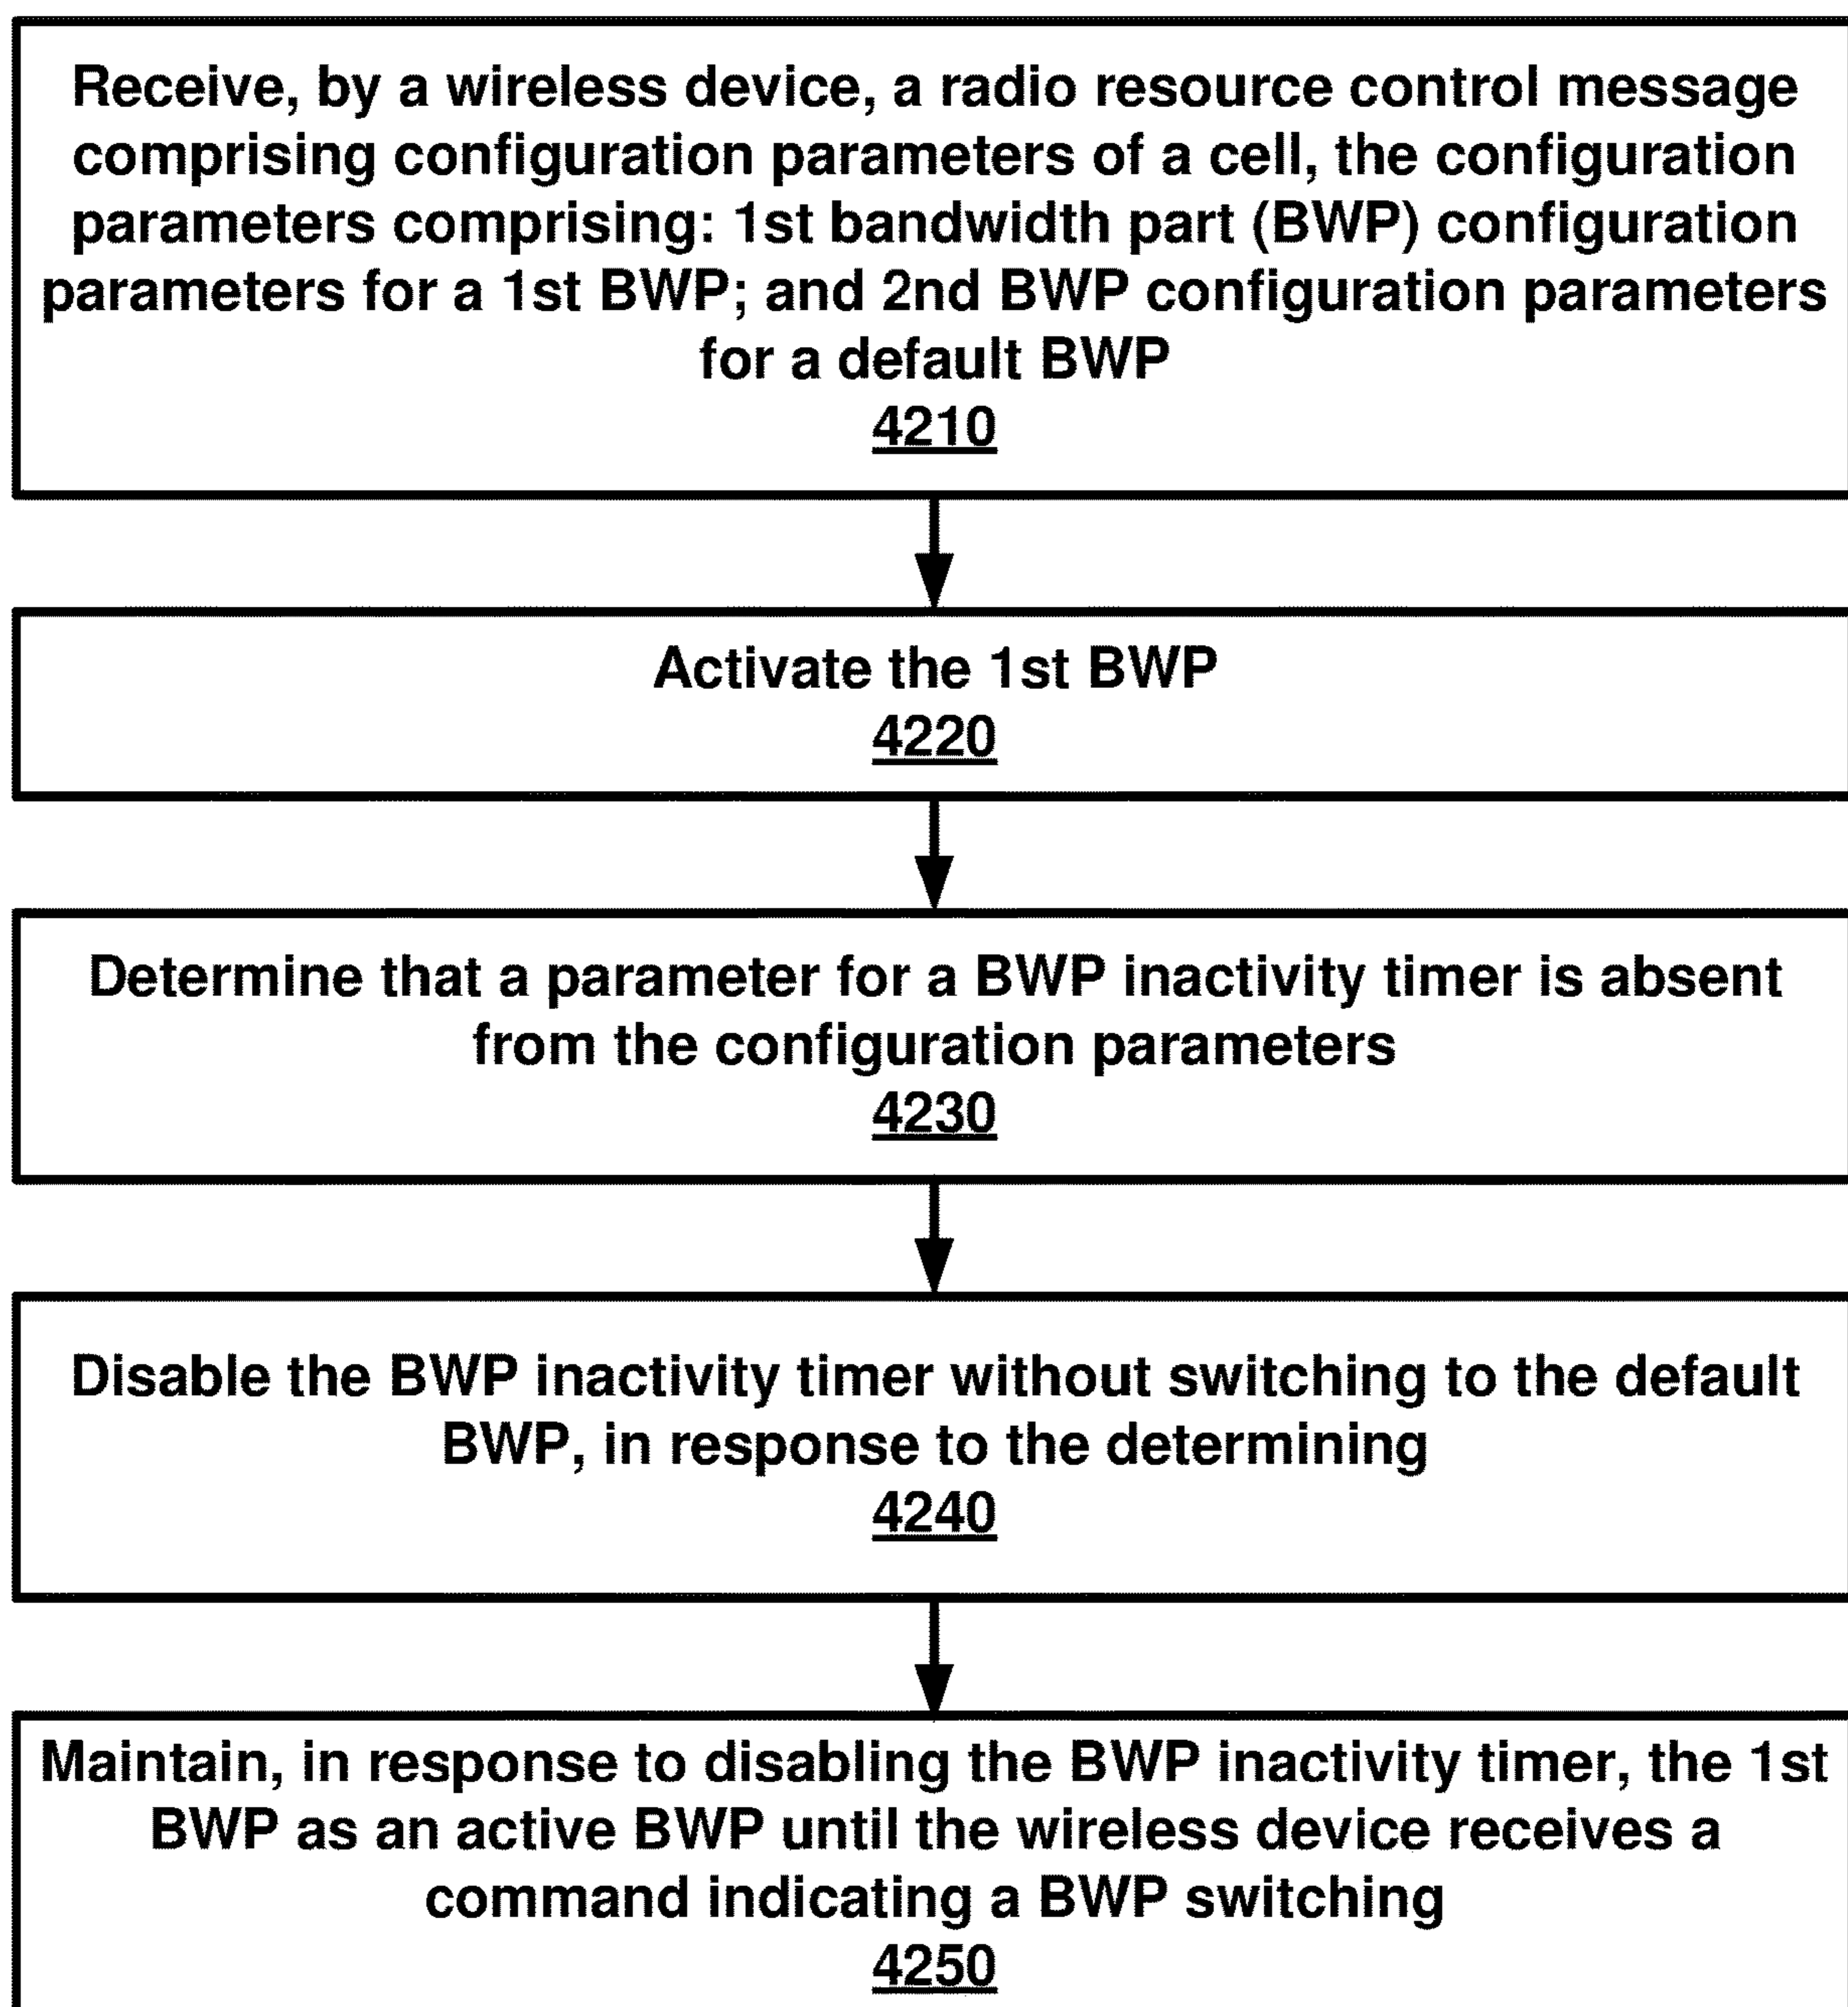 Receive, by a wireless device, a radio resource control message
comprising configuration parameters of a cell, the configuration
parameters comprising: 1st bandwidth part (BWP) configuration
parameters for a 1st BWP; and 2nd BWP configuration parameters
for a default BWP
4210
Activate the 1st BWP
4220
Determine that a parameter for a BWP inactivity timer is absent
from the configuration parameters
4230
Disable the BWP inactivity timer without switching to the default
BWP, in response to the determining
4240
Maintain, in response to disabling the BWP inactivity timer, the 1st
BWP as an active BWP until the wireless device receives a
command indicating a BWP switching
4250